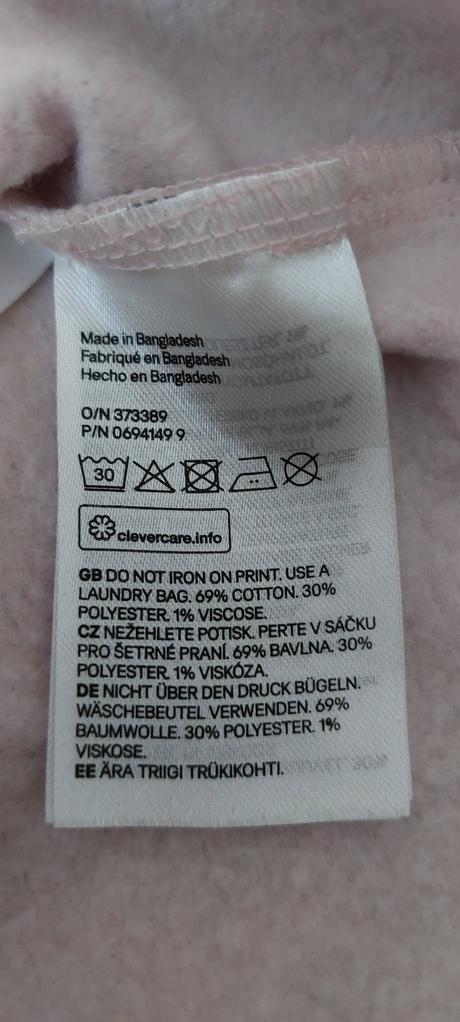 Made in Bangladesh
Fabriqué en Bangladesh
Hecho en Bangladesh
O/N 373389
P/N 0694149 9
30
clevercare.info
GB DO NOT IRON ON PRINT. USE A
LAUNDRY BAG. 69% COTTON. 30%
POLYESTER. 1% VISCOSE.
CZ NEŽEHLETE POTISK. PERTE V SÁČKU
PRO ŠETRNÉ PRANÍ. 69% BAVLNA. 30%
POLYESTER. 1% VISKÓZA.
DE NICHT ÜBER DEN DRUCK BÜGELN.
WÄSCHEBEUTEL VERWENDEN. 69%
BAUMWOLLE. 30% POLYESTER. 1%
VISKOSE.
EE ÄRA TRIIGI TRÜKIKOHTI.